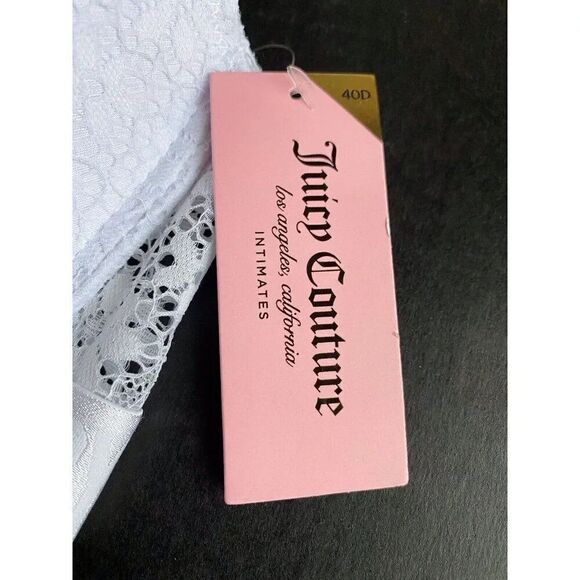 40D
Juicy Couture
los angeles, california
INTIMATES